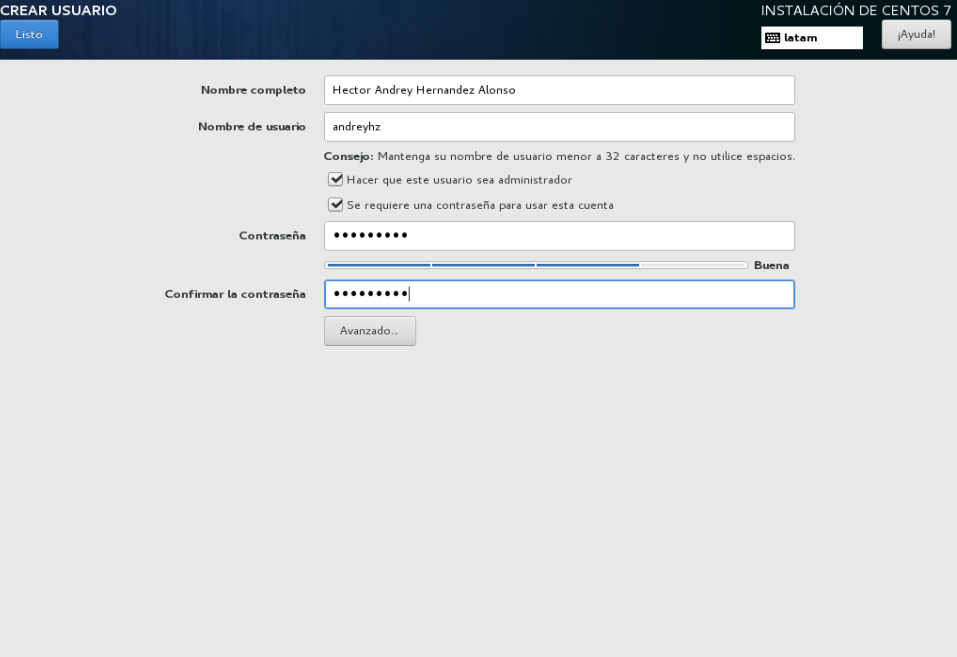 CREAR USUARIO
INSTALACIÓN DE CENTOS 7
Listo
latam
¡Ayuda!
Nombre completo
Hector Andrey Hernandez Alonso
Nombre de usuario
andreyhz
Consejo: Mantenga su nombre de usuario menor a 32 caracteres y no utilice espacios.
Hacer que este usuario sea administrador
Se requiere una contraseña para usar esta cuenta
Contraseña
●●●●●●●●●
Buena
Confirmar la contraseña
●●●●●●●●●
Avanzado...